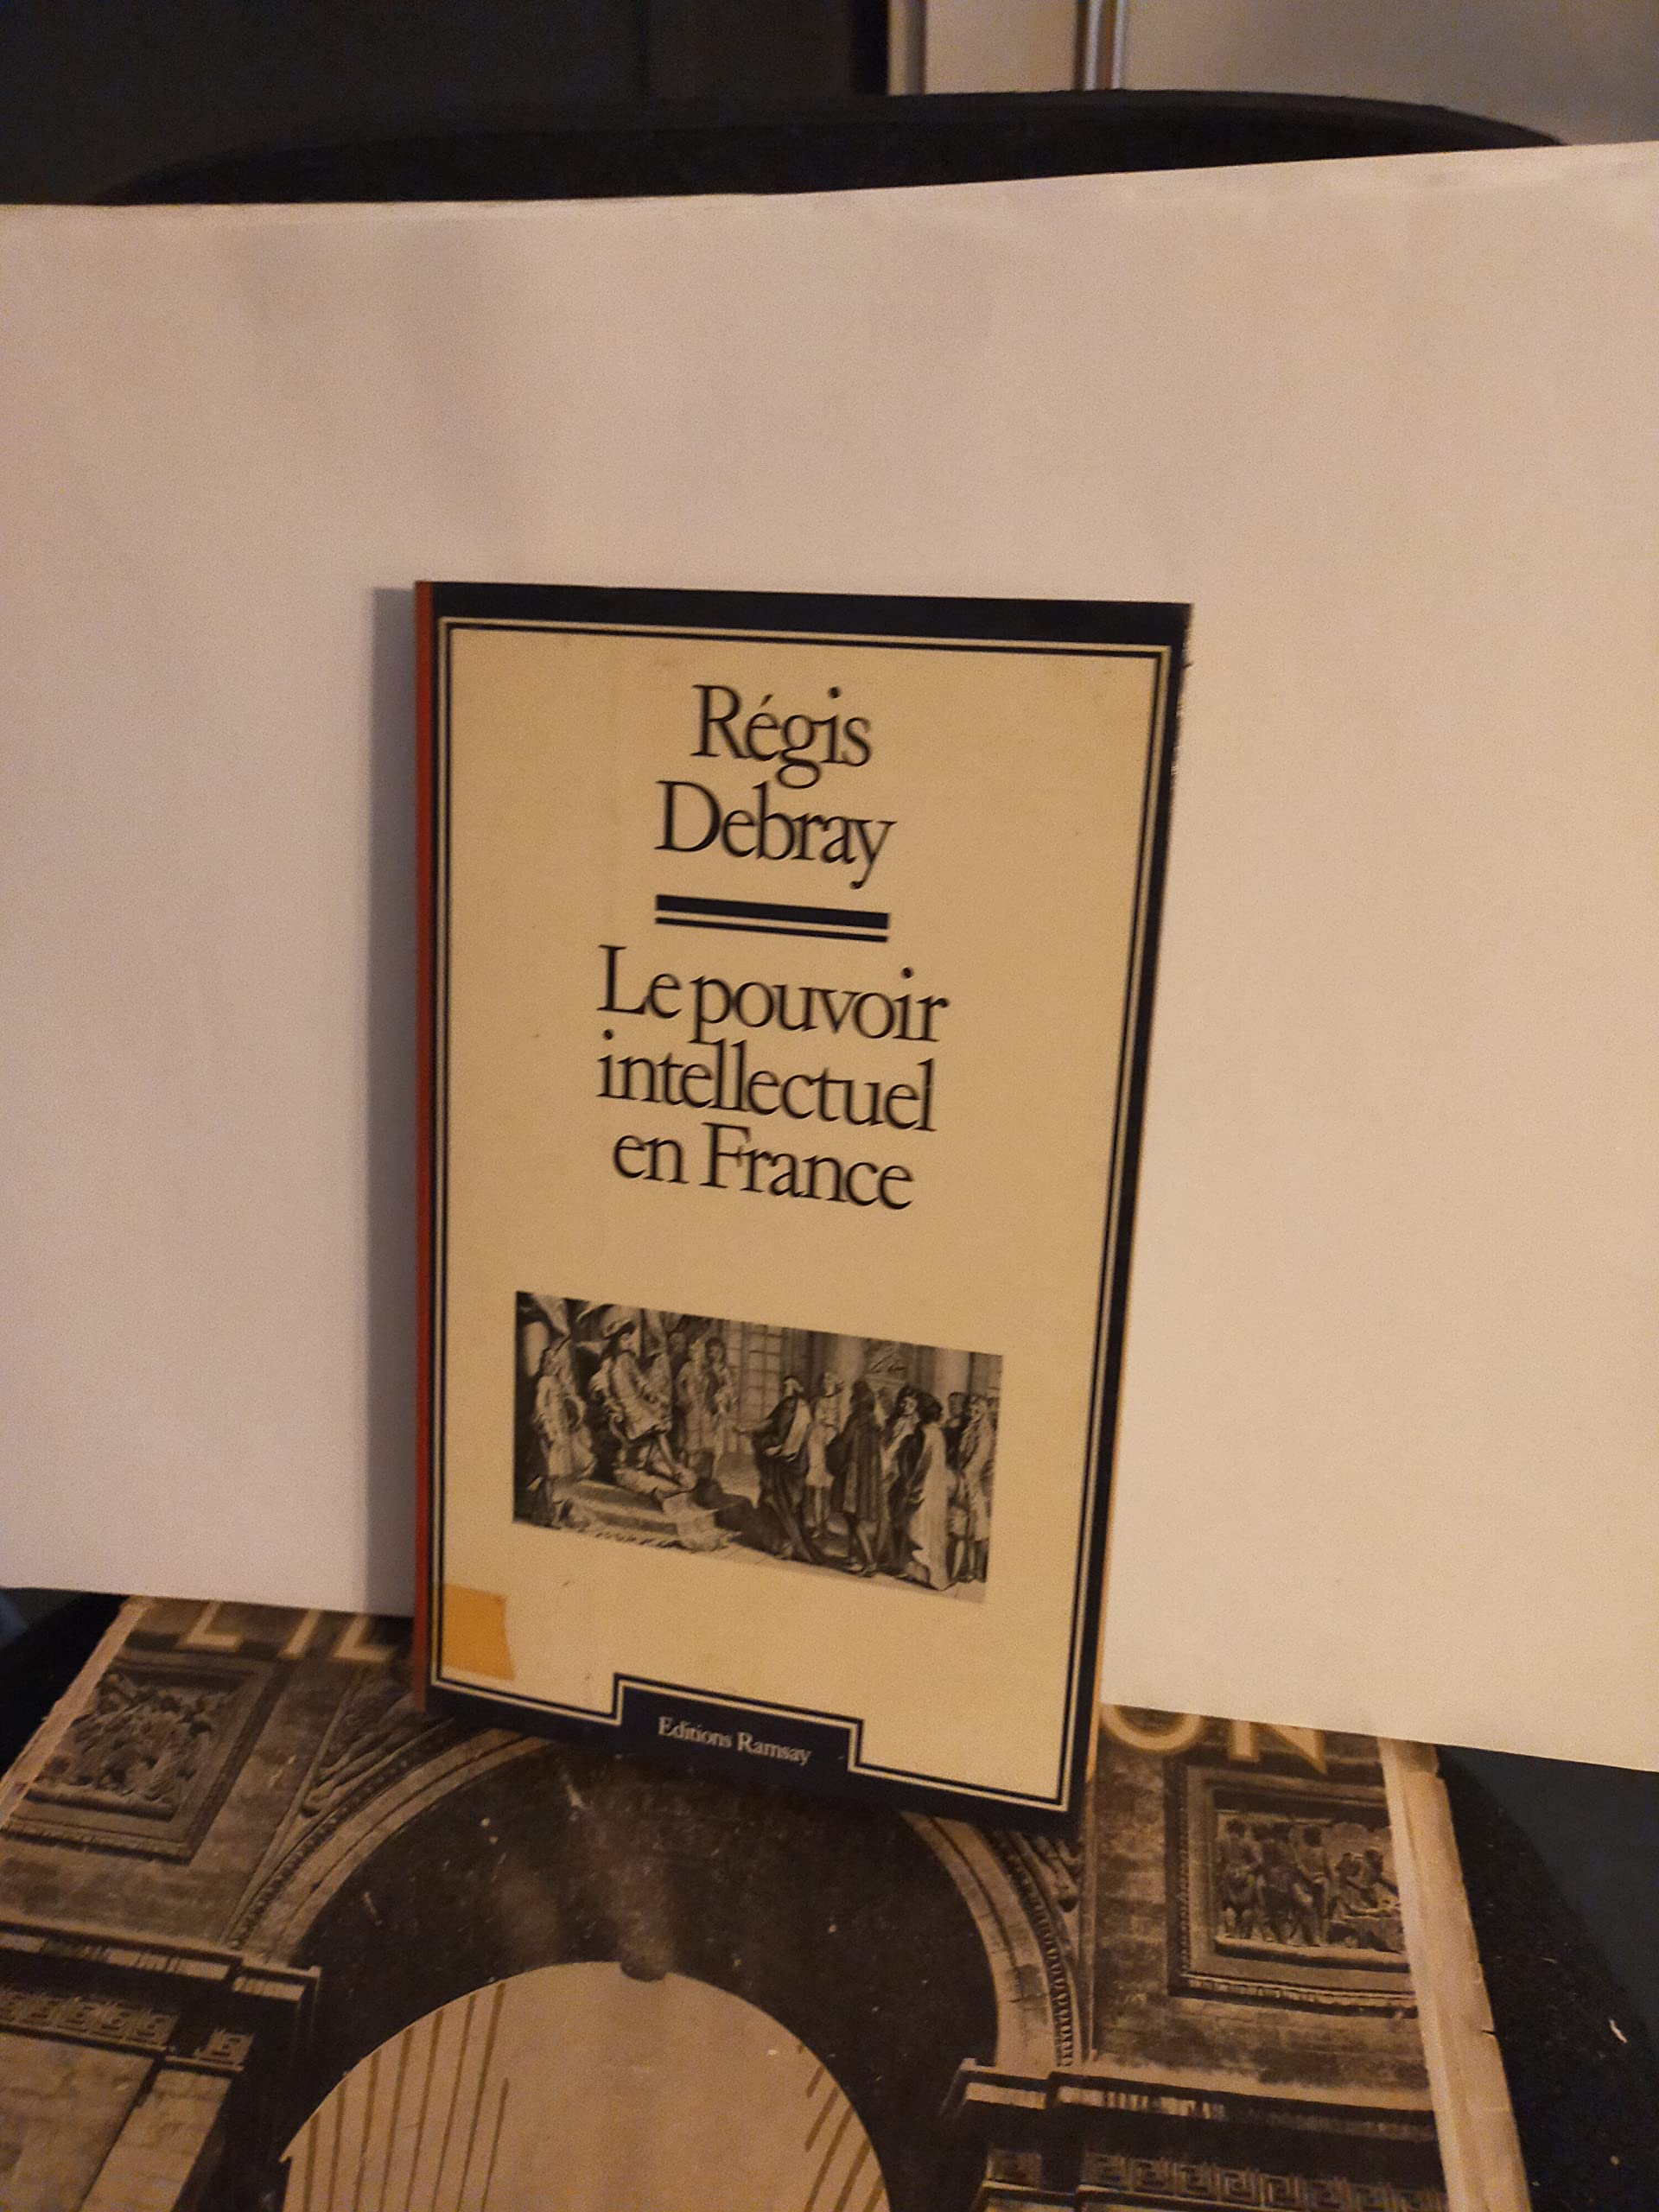 Régis
Debray
Le pouvoir
intellectuel
en France
Editions Ramsay